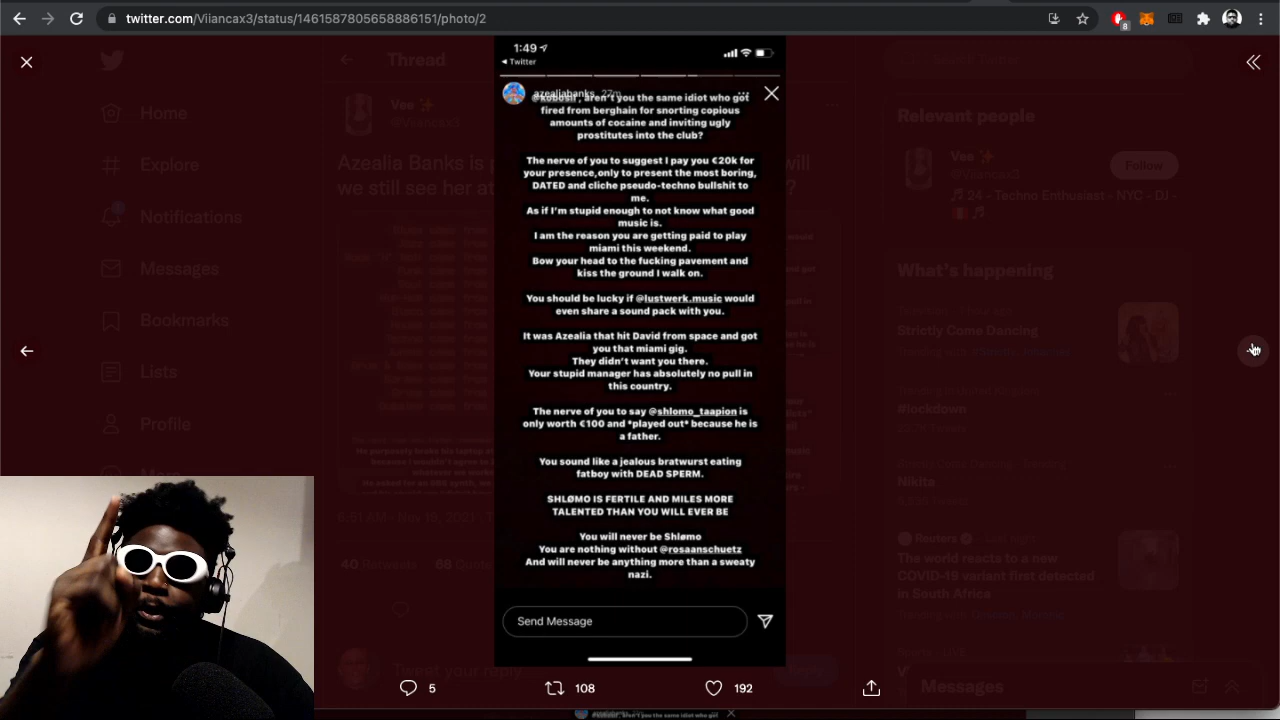 twitter.com/Viiancax3/status/1461587805658886151/photo/2
8
1:49
Twitter
azealiabanks 27m
@kobosil, aren't you the same idiot who got
fired from berghain for snorting copious
amounts of cocaine and inviting ugly
prostitutes into the club?
The nerve of you to suggest I pay you €20k for
your presence,only to present the most boring,
DATED and cliche pseudo-techno bullshit to
me.
As if I'm stupid enough to not know what good
music is.
I am the reason you are getting paid to play
miami this weekend.
Bow your head to the fucking pavement and
kiss the ground I walk on.
You should be lucky if @lustwerk.music would
even share a sound pack with you.
It was Azealia that hit David from space and got
you that miami gig.
They didn't want you there.
Your stupid manager has absolutely no pull in
this country.
The nerve of you to say @shlomo_taapion is
only worth €100 and *played out* because he is
a father.
You sound like a jealous bratwurst eating
fatboy with DEAD SPERM.
SHLØMO IS FERTILE AND MILES MORE
TALENTED THAN YOU WILL EVER BE
You will never be Shlømo
You are nothing without @rosaanschuetz
And will never be anything more than a sweaty
nazi.
Send Message
5
108
192
Home
Explore
Notifications
Messages
Bookmarks
Lists
Profile
Thread
Vee
@Viiancax3
Azealia Banks is
will
we still see her at
40 Retweets
68
Tweet your reply
Reply
Relevant people
Vee
@Viiancax3
Follow
24 - Techno Enthusiast - NYC - DJ -
What's happening
Strictly Come Dancing
#lockdown
Nikita
Reuters
The world reacts to a new
COVID-19 variant first detected
in South Africa
Messages